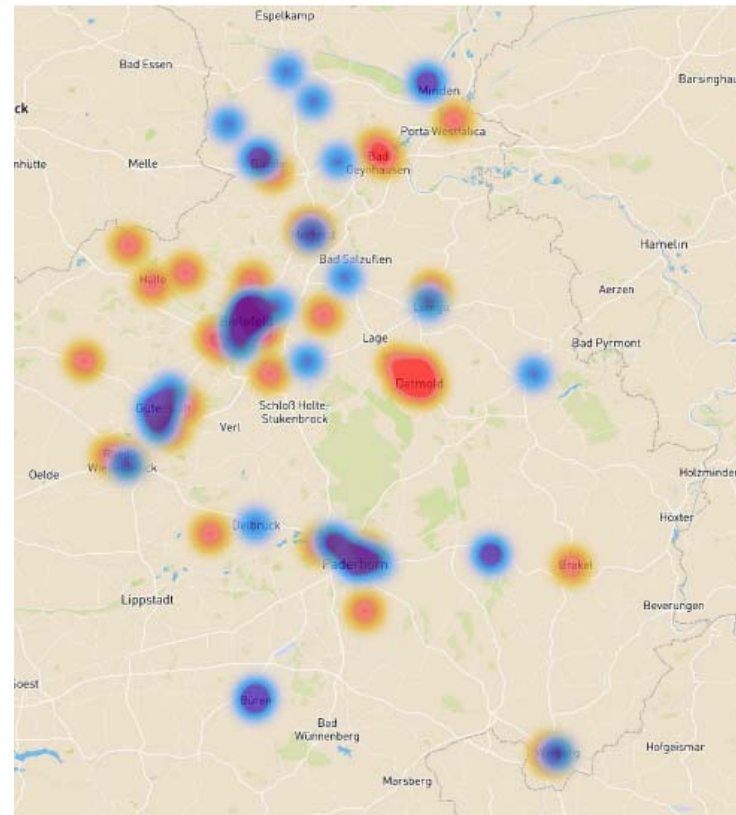 Espelkamp
Bad Essen
Barsinghau
Minden
ck
Porta Westfalica
nhütte
Melle
Bad
Oeynhausen
Hameln
Bad Salzuflen
Halle
Aerzen
Bielefeld
Lage
Bad Pyrmont
Detmold
Schloß Holte-
Stukenbrock
Verl
Oelde
Holzminden
Höxter
Delbrück
Paderborn
Brakel
Lippstadt
Beverungen
Soest
Büren
Bad
Wünnenberg
Hofgeismar
Marsberg